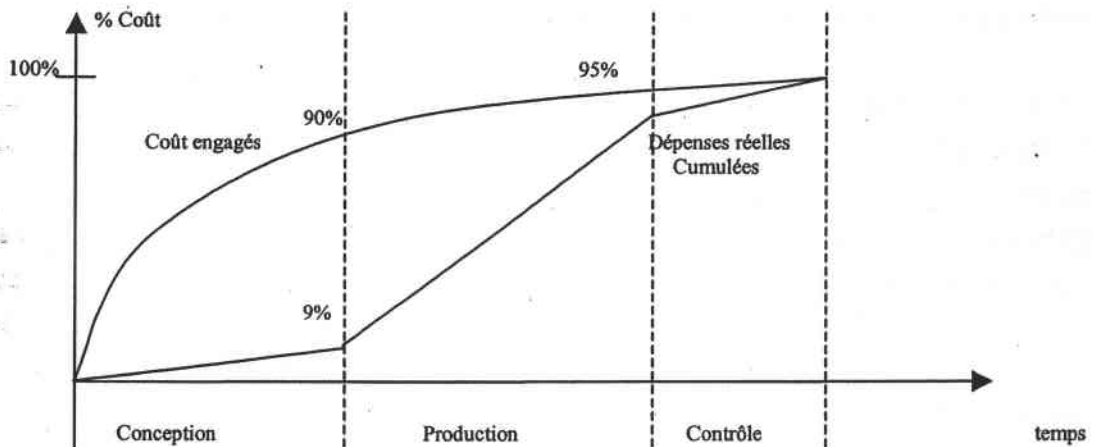 % Coût
100%
95%
90%
Coût engagés
Dépenses réelles
Cumulées
9%
Conception
Production
Contrôle
temps